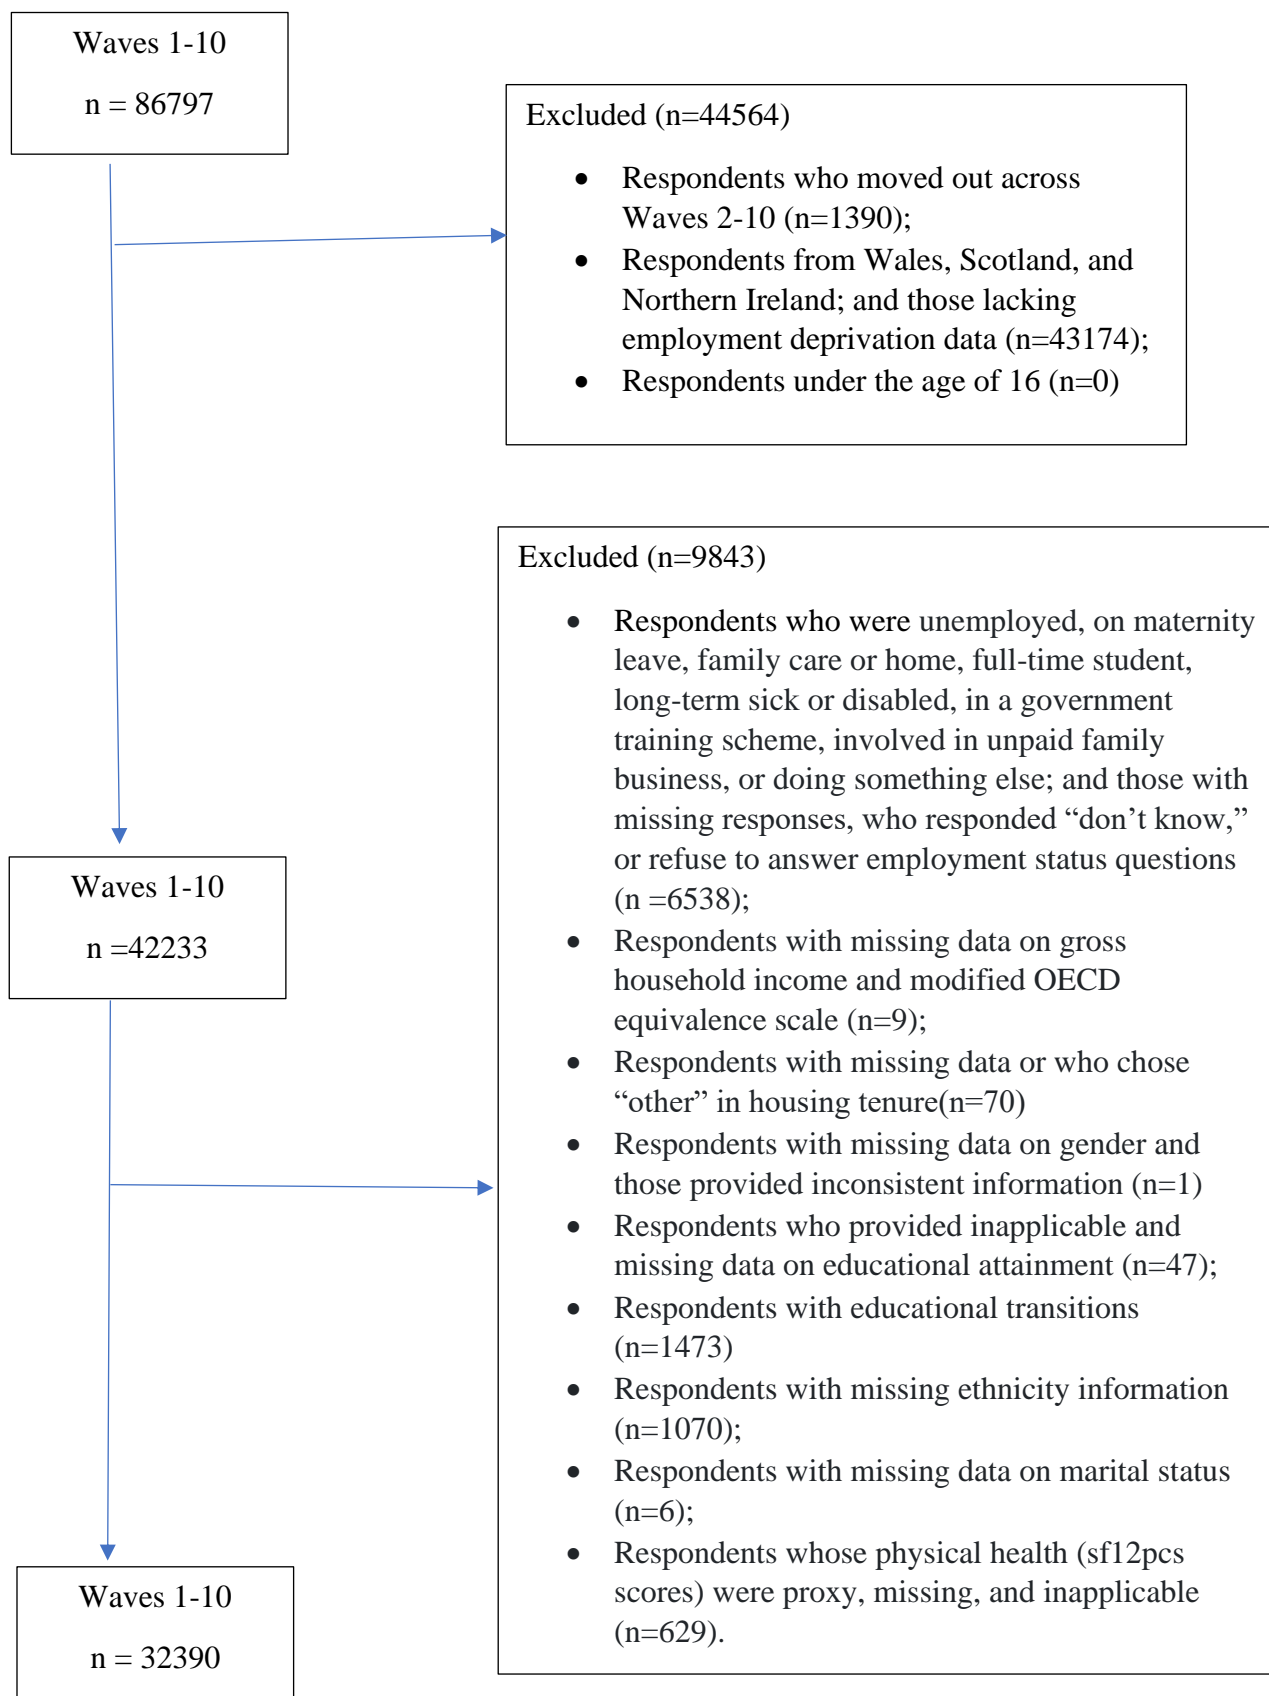 Waves 1-10
n = 86797
Excluded (n=44564)
• Respondents who moved out across
Waves 2-10 (n=1390);
• Respondents from Wales, Scotland, and
Northern Ireland; and those lacking
employment deprivation data (n=43174);
• Respondents under the age of 16 (n=0)
Excluded (n=9843)
• Respondents who were unemployed, on maternity
leave, family care or home, full-time student,
long-term sick or disabled, in a government
training scheme, involved in unpaid family
business, or doing something else; and those with
missing responses, who responded “don’t know,”
or refuse to answer employment status questions
(n =6538);
• Respondents with missing data on gross
household income and modified OECD
equivalence scale (n=9);
• Respondents with missing data or who chose
“other” in housing tenure(n=70)
• Respondents with missing data on gender and
those provided inconsistent information (n=1)
• Respondents who provided inapplicable and
missing data on educational attainment (n=47);
• Respondents with educational transitions
(n=1473)
• Respondents with missing ethnicity information
(n=1070);
• Respondents with missing data on marital status
(n=6);
• Respondents whose physical health (sf12pcs
scores) were proxy, missing, and inapplicable
(n=629).
Waves 1-10
n =42233
Waves 1-10
n = 32390